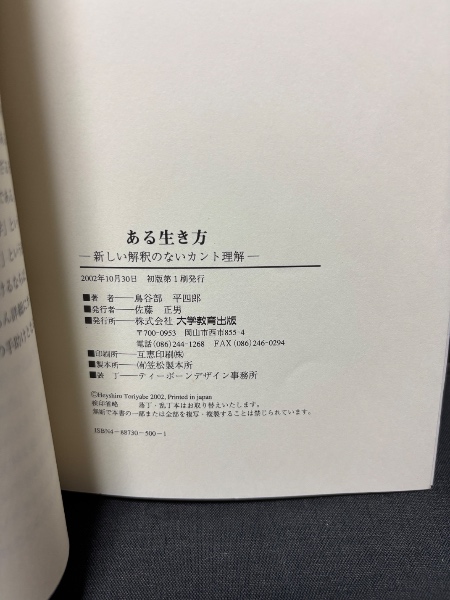 ある生き方
―新しい解釈のないカント理解―
2002年10月30日　初版第1刷発行
■著　者――鳥谷部　平四郎
■発行者――佐藤　正男
■発行所――株式会社 大学教育出版
〒700-0953　岡山市西市855-4
電話(086)244-1268　FAX(086)246-0294
■印刷所――互恵印刷㈱
■製本所――㈲笠松製本所
■装　丁――ティーボーンデザイン事務所
©Heyshiro Toriyabe 2002, Printed in japan
検印省略　　落丁・乱丁本はお取り替えいたします。
無断で本書の一部または全部を複写・複製することは禁じられています。
ISBN4-88730-500-1